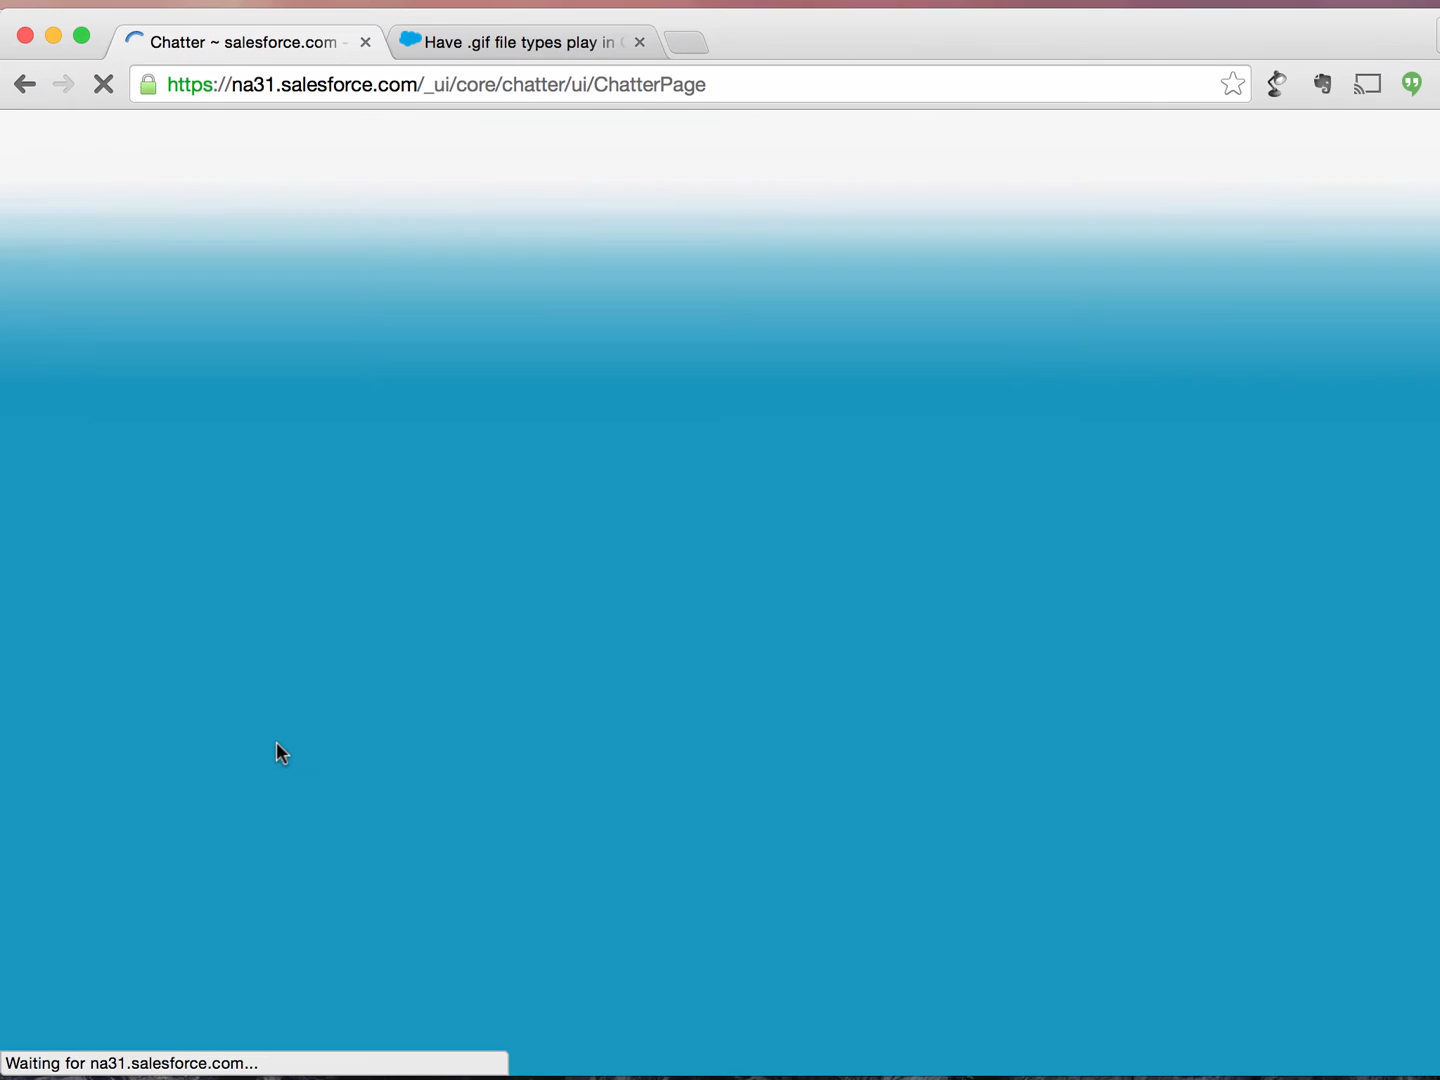 Chatter ~ salesforce.com -
Have .gif file types play in
https://na31.salesforce.com/_ui/core/chatter/ui/ChatterPage
Waiting for na31.salesforce.com...